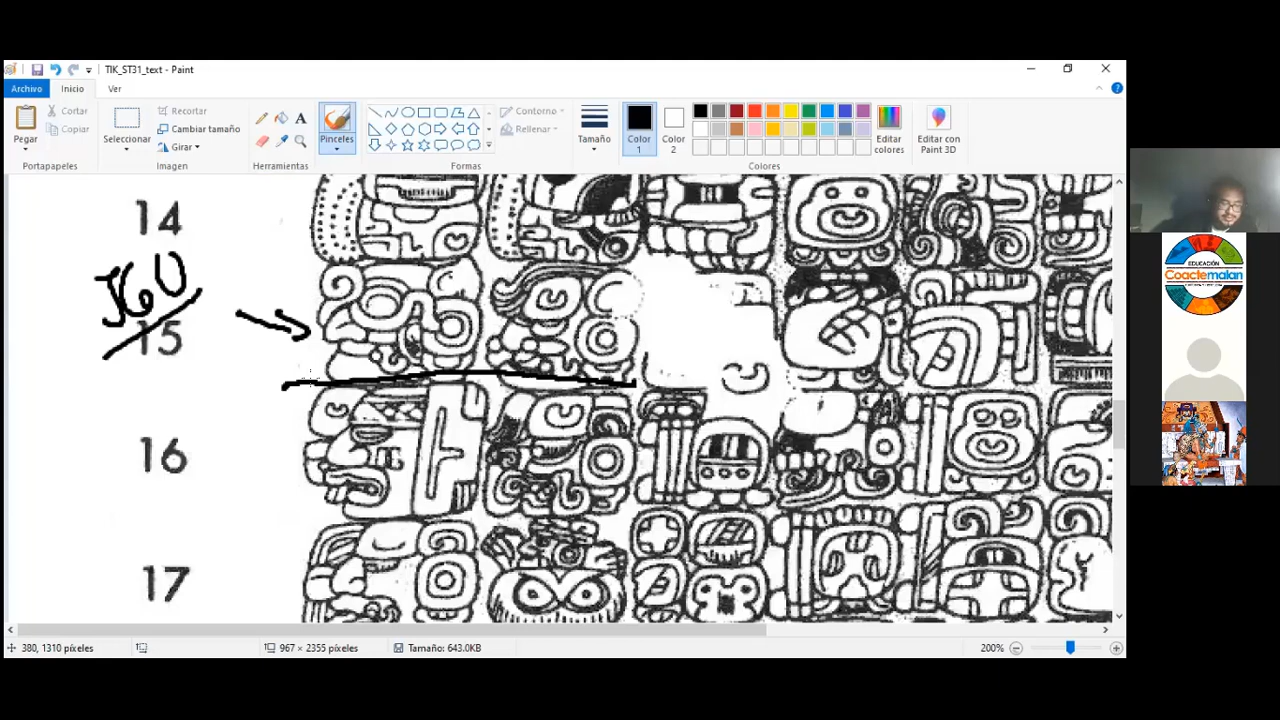 TIK_ST31_text - Paint
Archivo Inicio Ver
Pegar
Cortar
Copiar
Portapapeles
Seleccionar
Recortar
Cambiar tamaño
Girar
Imagen
A
Herramientas
Pinceles
Contorno
Rellenar
Formas
Tamaño
Color 1
Color 2
Editar colores
Colores
Editar con Paint 3D
14
360
15
16
17
380, 1310 píxeles
967 × 2355 píxeles
Tamaño: 643.0KB
200%
EDUCACIÓN
Coactemalan